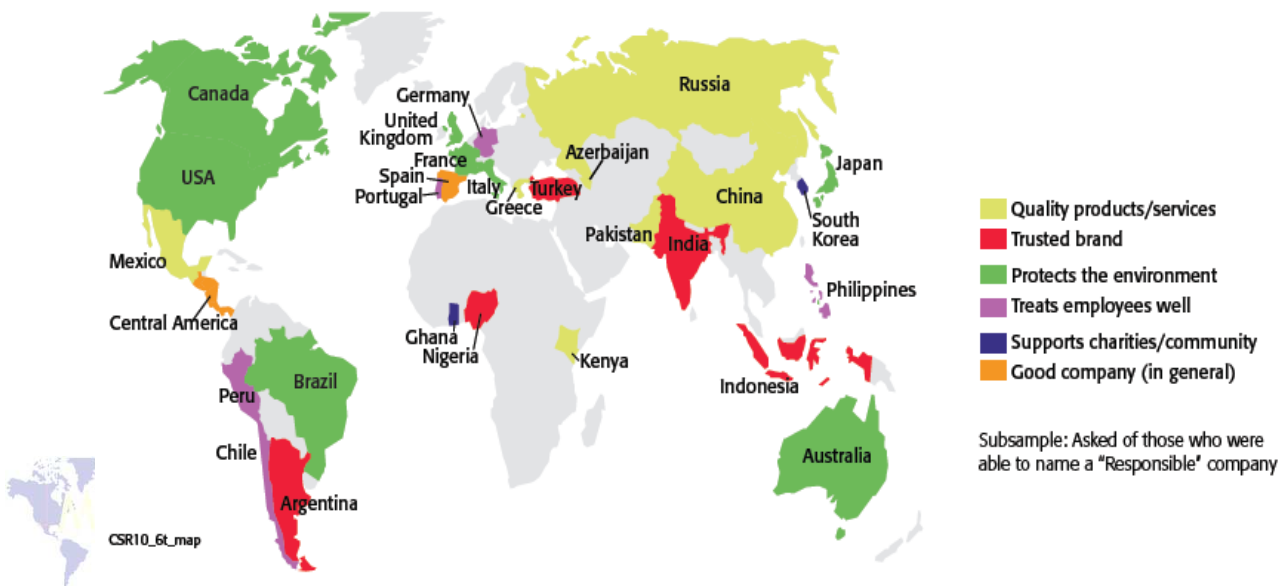 Canada
USA
Mexico
Central America
Peru
Brazil
Chile
Argentina
Germany
United
Kingdom
France
Spain
Portugal
Italy
Greece
Turkey
Azerbaijan
Russia
China
Pakistan
India
Japan
South
Korea
Philippines
Ghana
Nigeria
Kenya
Indonesia
Australia
Quality products/services
Trusted brand
Protects the environment
Treats employees well
Supports charities/community
Good company (in general)
Subsample: Asked of those who were
able to name a “Responsible” company
CSR10_6t_map